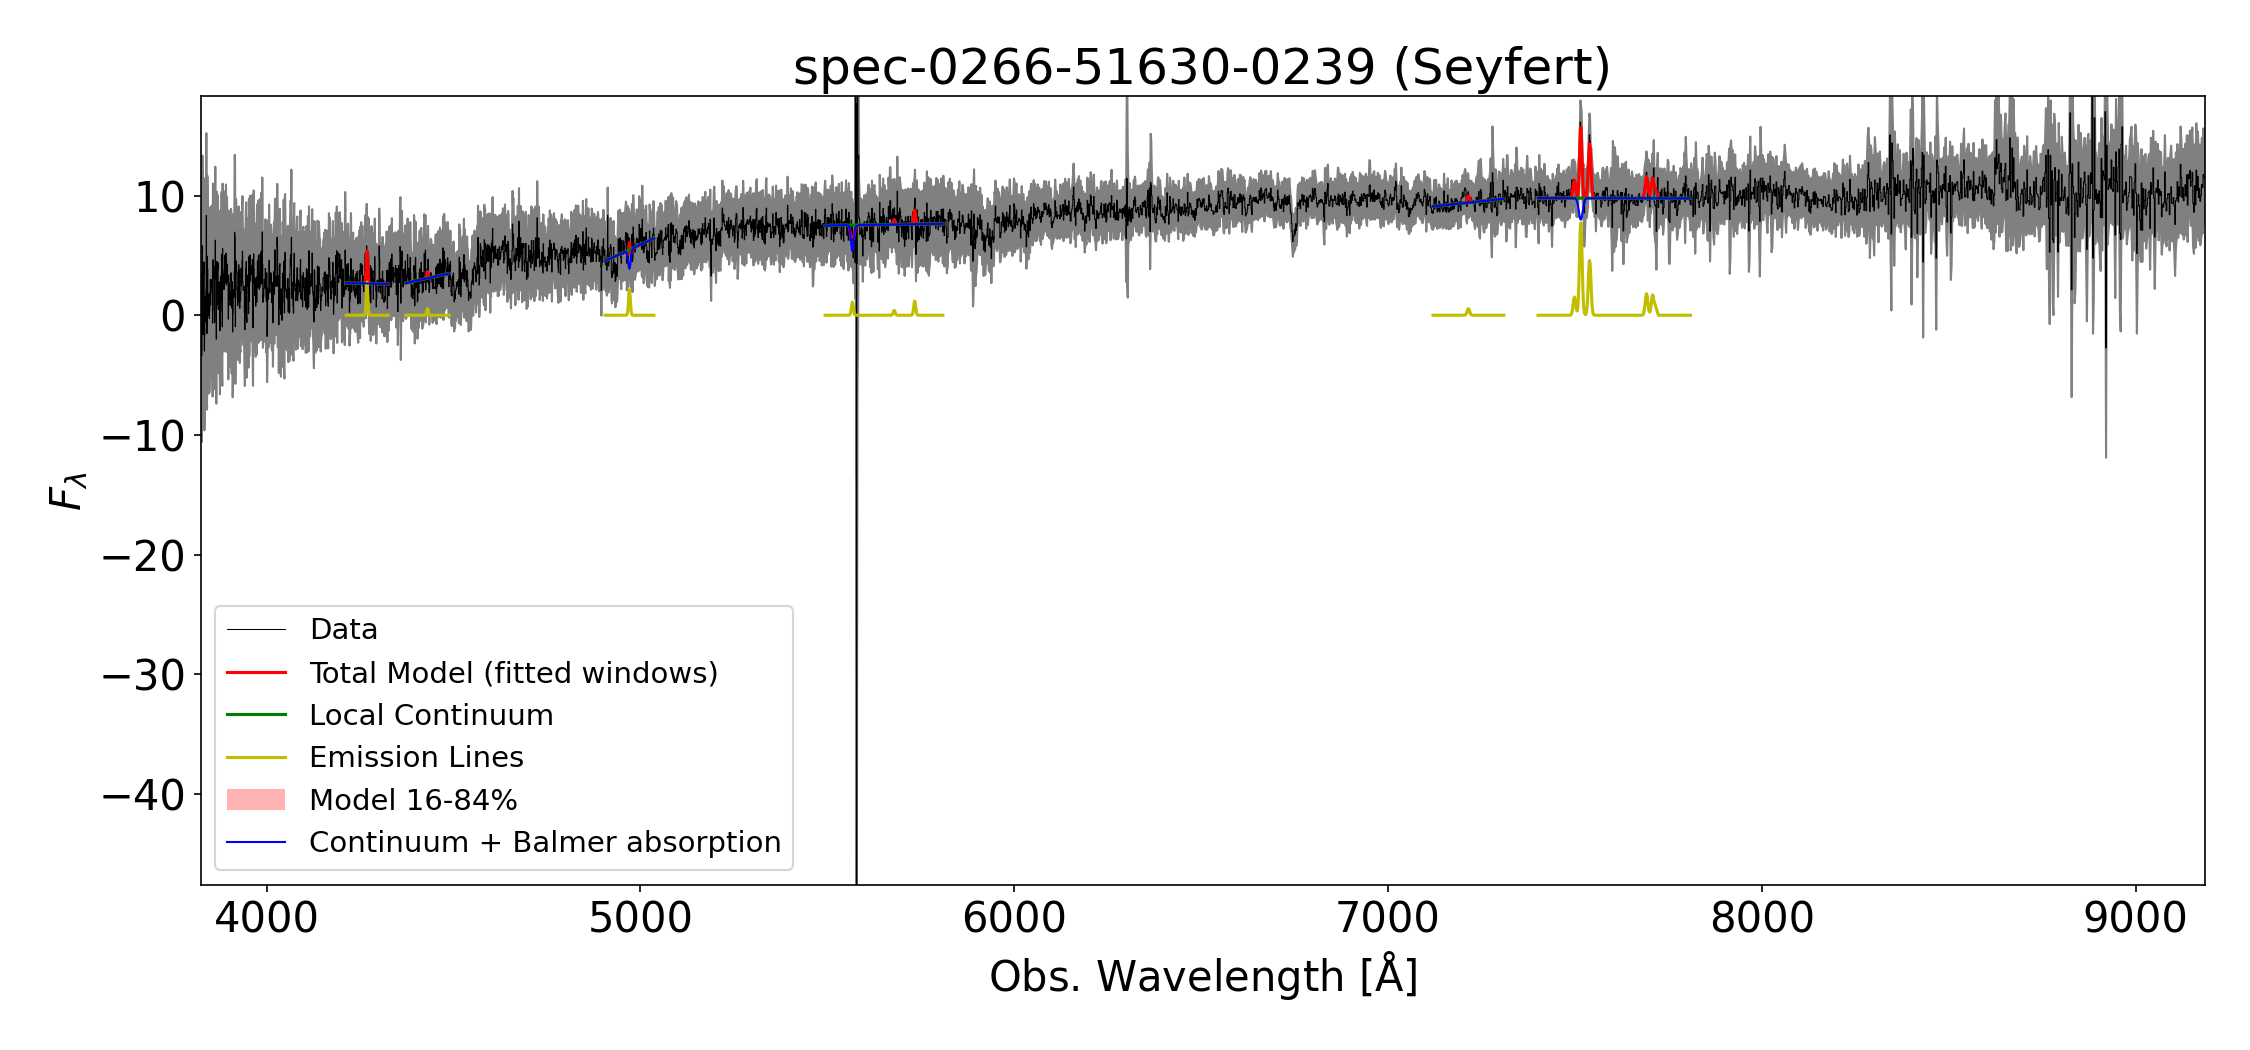 spec-0266-51630-0239 (Seyfert)
10
0
−10
−20
−30
−40
F_λ
Data
Total Model (fitted windows)
Local Continuum
Emission Lines
Model 16-84%
Continuum + Balmer absorption
4000 5000 6000 7000 8000 9000
Obs. Wavelength [Å]